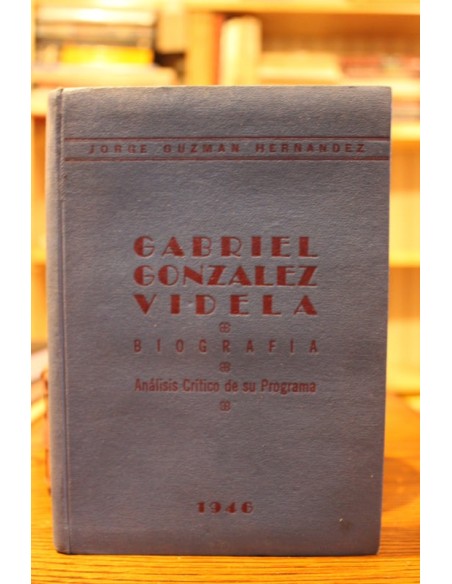 JORGE GUZMAN HERNANDEZ
GABRIEL
GONZALEZ
VIDELA
BIOGRAFIA
Análisis Crítico de su Programa
1946